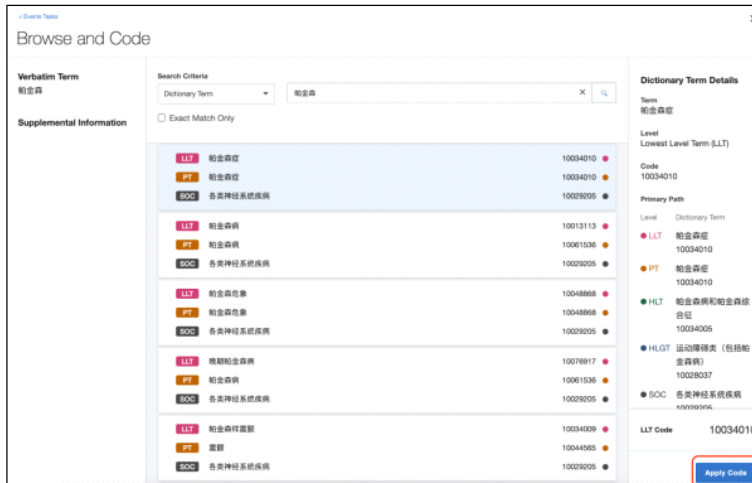 < Events Tasks
Browse and Code
Verbatim Term
帕金森
Supplemental Information
Search Criteria
Dictionary Term
帕金森
Exact Match Only
LLT 帕金森症 10034010
PT 帕金森症 10034010
SOC 各类神经系统疾病 10029205
LLT 帕金森病 10013113
PT 帕金森病 10061536
SOC 各类神经系统疾病 10029205
LLT 帕金森危象 10048868
PT 帕金森危象 10048868
SOC 各类神经系统疾病 10029205
LLT 晚期帕金森病 10076917
PT 帕金森病 10061536
SOC 各类神经系统疾病 10029205
LLT 帕金森样震颤 10034009
PT 震颤 10044565
SOC 各类神经系统疾病 10029205
Dictionary Term Details
Term
帕金森症
Level
Lowest Level Term (LLT)
Code
10034010
Primary Path
Level Dictionary Term
LLT 帕金森症
10034010
PT 帕金森症
10034010
HLT 帕金森病和帕金森综
合征
10034005
HLGT 运动障碍类（包括帕
金森病）
10028037
SOC 各类神经系统疾病
10029205
LLT Code 10034010
Apply Code